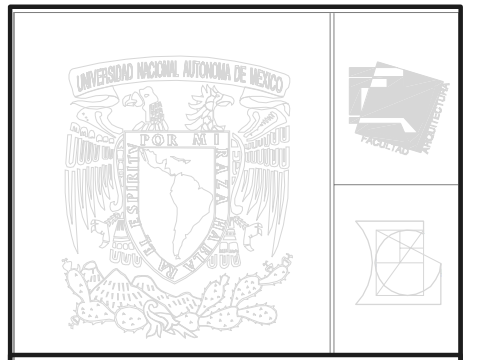 UNIVERSIDAD NACIONAL AUTONOMA DE MEXICO
POR MI RAZA HABLARA EL ESPIRITU
FACULTAD ARQUITECTURA